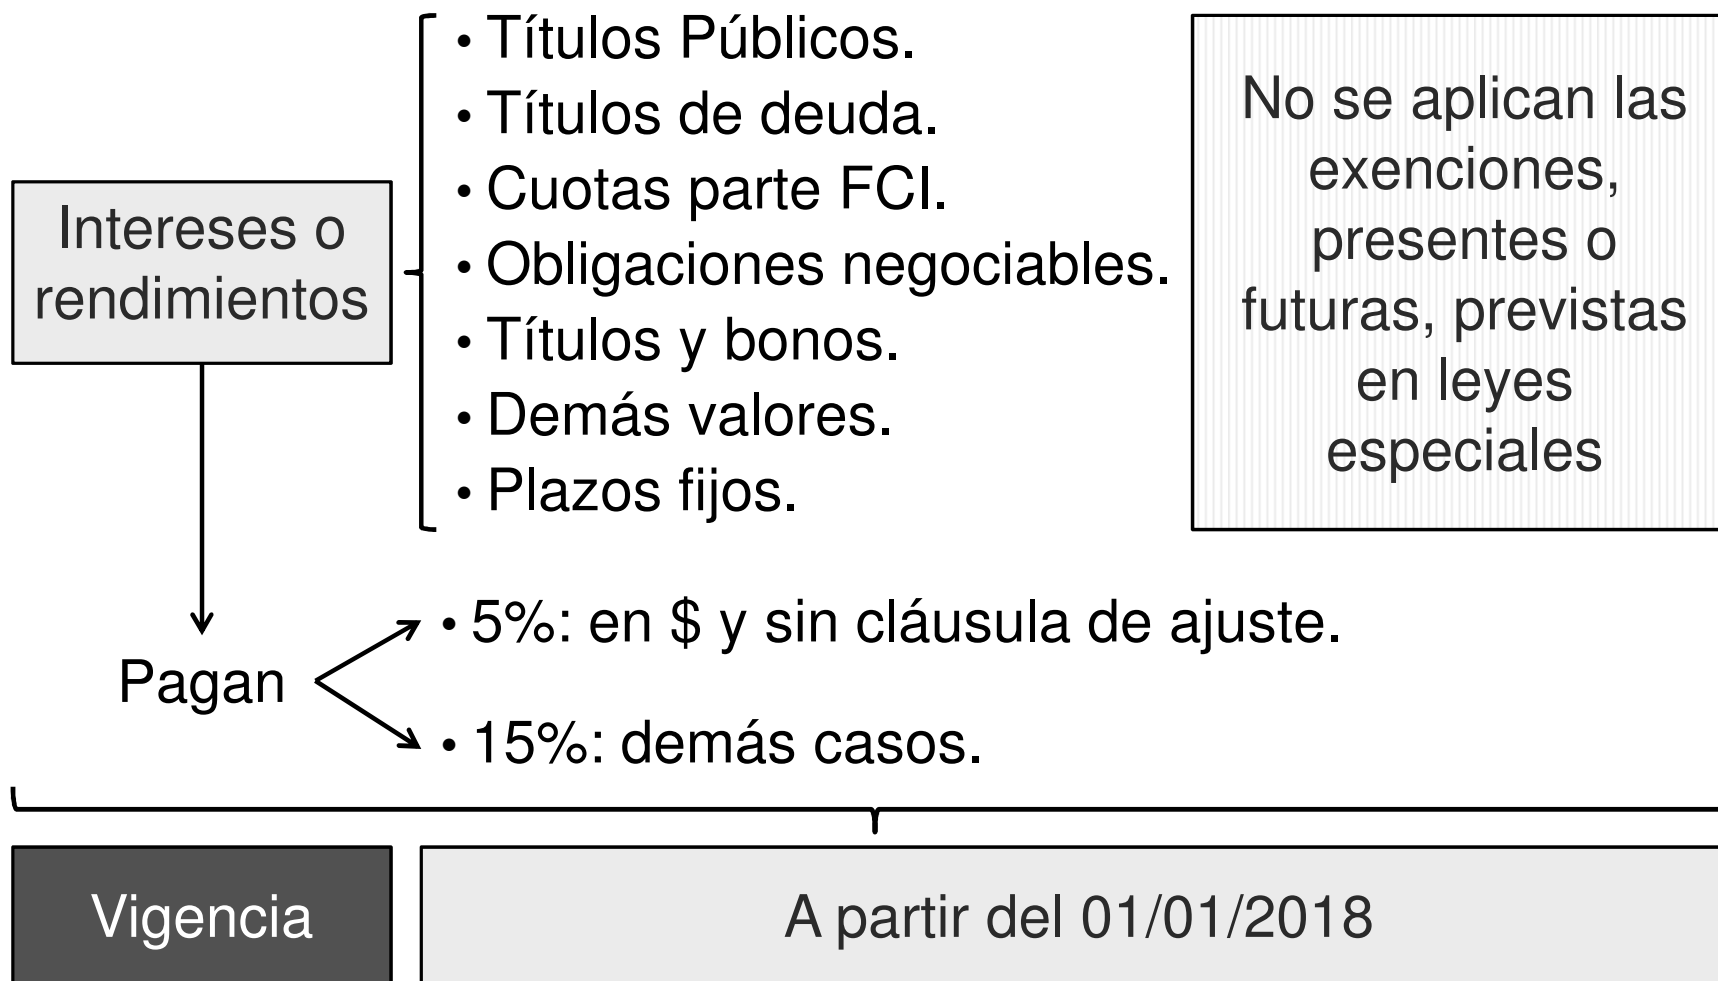 • Títulos Públicos.
• Títulos de deuda.
• Cuotas parte FCI.
• Obligaciones negociables.
• Títulos y bonos.
• Demás valores.
• Plazos fijos.
Intereses o
rendimientos
No se aplican las
exenciones,
presentes o
futuras, previstas
en leyes
especiales
Pagan
• 5%: en $ y sin cláusula de ajuste.
• 15%: demás casos.
Vigencia
A partir del 01/01/2018